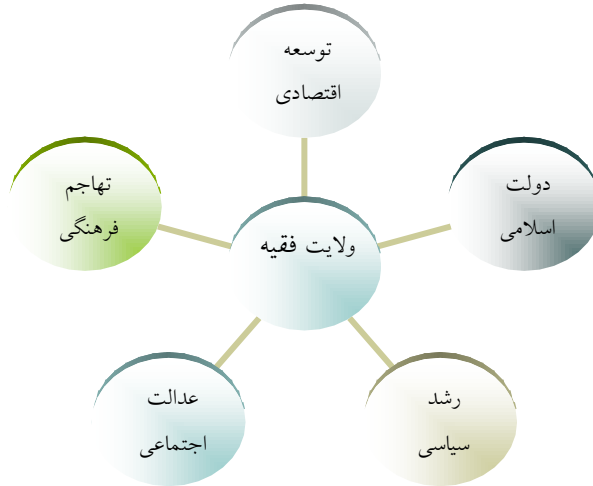 توسعه
اقتصادی
دولت
اسلامی
تهاجم
فرهنگی
ولایت فقیه
رشد
سیاسی
عدالت
اجتماعی